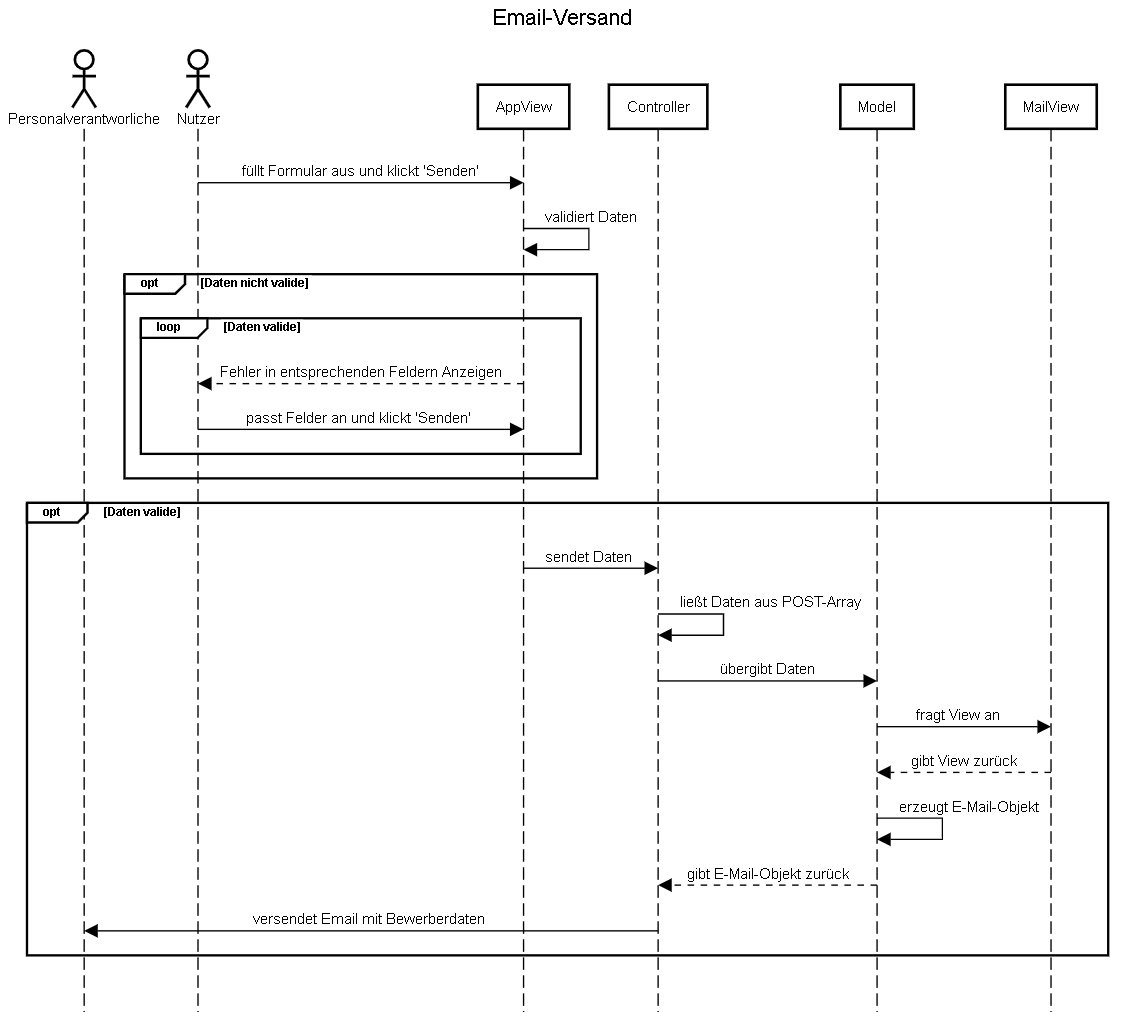 Email-Versand
Personalverantworliche
Nutzer
AppView
Controller
Model
MailView
füllt Formular aus und klickt 'Senden'
validiert Daten
opt
[Daten nicht valide]
loop
[Daten valide]
Fehler in entsprechenden Feldern Anzeigen
passt Felder an und klickt 'Senden'
opt
[Daten valide]
sendet Daten
ließt Daten aus POST-Array
übergibt Daten
fragt View an
gibt View zurück
erzeugt E-Mail-Objekt
gibt E-Mail-Objekt zurück
versendet Email mit Bewerberdaten